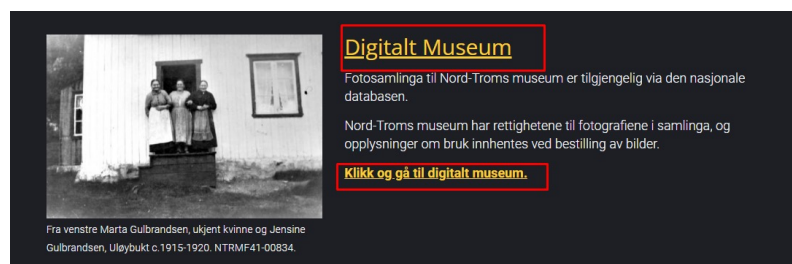 Digitalt Museum
Fotosamlinga til Nord-Troms museum er tilgjengelig via den nasjonale
databasen.
Nord-Troms museum har rettighetene til fotografiene i samlinga, og
opplysninger om bruk innhentes ved bestilling av bilder.
Klikk og gå til digitalt museum.
Fra venstre Marta Gulbrandsen, ukjent kvinne og Jensine
Gulbrandsen, Uløybukt c.1915-1920. NTRMF41-00834.